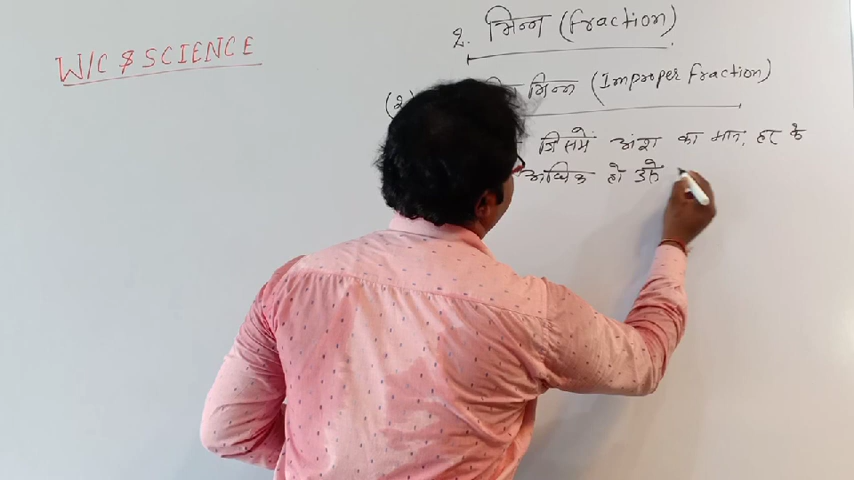 W/C $ SCIENCE
2. भिन्न (fraction)
(2) भिन्न (Improper fraction)
जिसमें अंश का मान, हर के
अधिक हो उसे